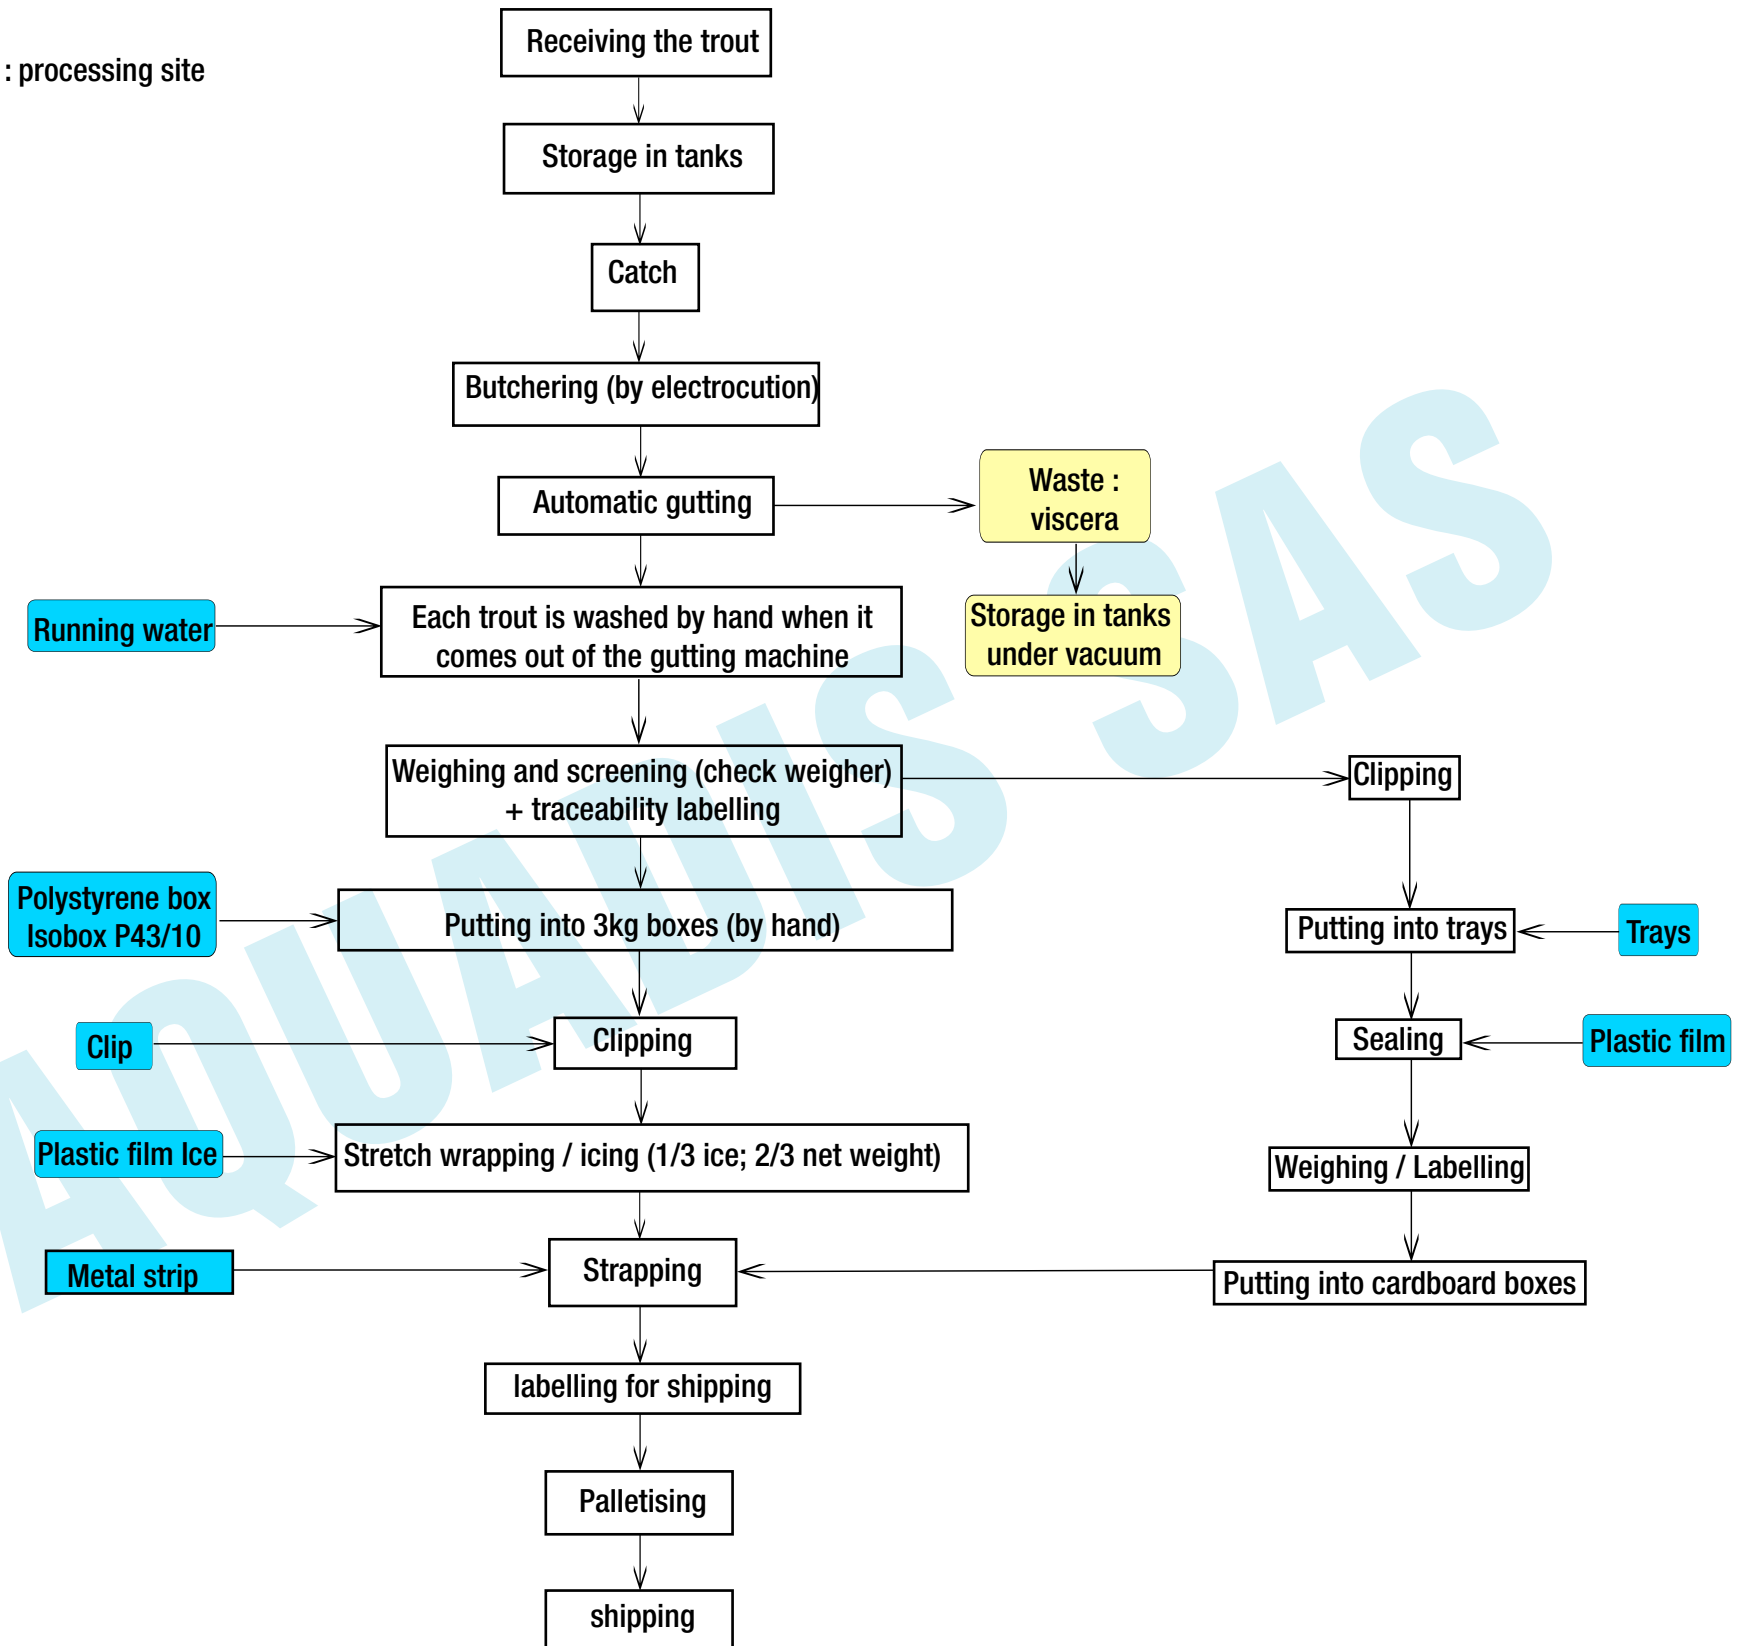 Receiving the trout
: processing site
Storage in tanks
Catch
Butchering (by electrocution)
Automatic gutting
Waste :
viscera
Storage in tanks
under vacuum
Running water
Each trout is washed by hand when it
comes out of the gutting machine
Weighing and screening (check weigher)
+ traceability labelling
Clipping
Polystyrene box
Isobox P43/10
Putting into 3kg boxes (by hand)
Putting into trays
Trays
Clip
Clipping
Sealing
Plastic film
Plastic film Ice
Stretch wrapping / icing (1/3 ice; 2/3 net weight)
Weighing / Labelling
Metal strip
Strapping
Putting into cardboard boxes
labelling for shipping
Palletising
shipping
AQUADIS SAS